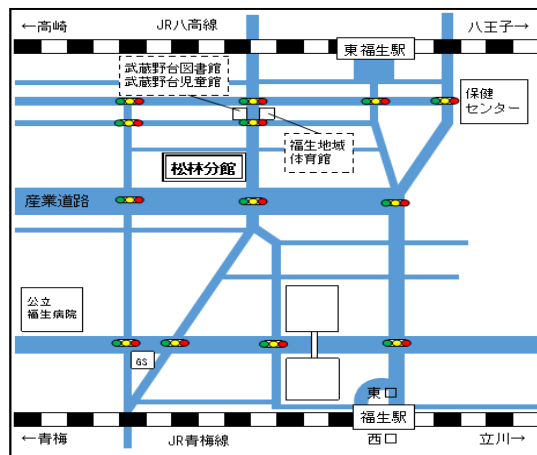 ←高崎
JR八高線
八王子→
東福生駅
武蔵野台図書館
武蔵野台児童館
保健
センター
福生地域
体育館
松林分館
産業道路
公立
福生病院
GS
東口
福生駅
←青梅
JR青梅線
西口
立川→